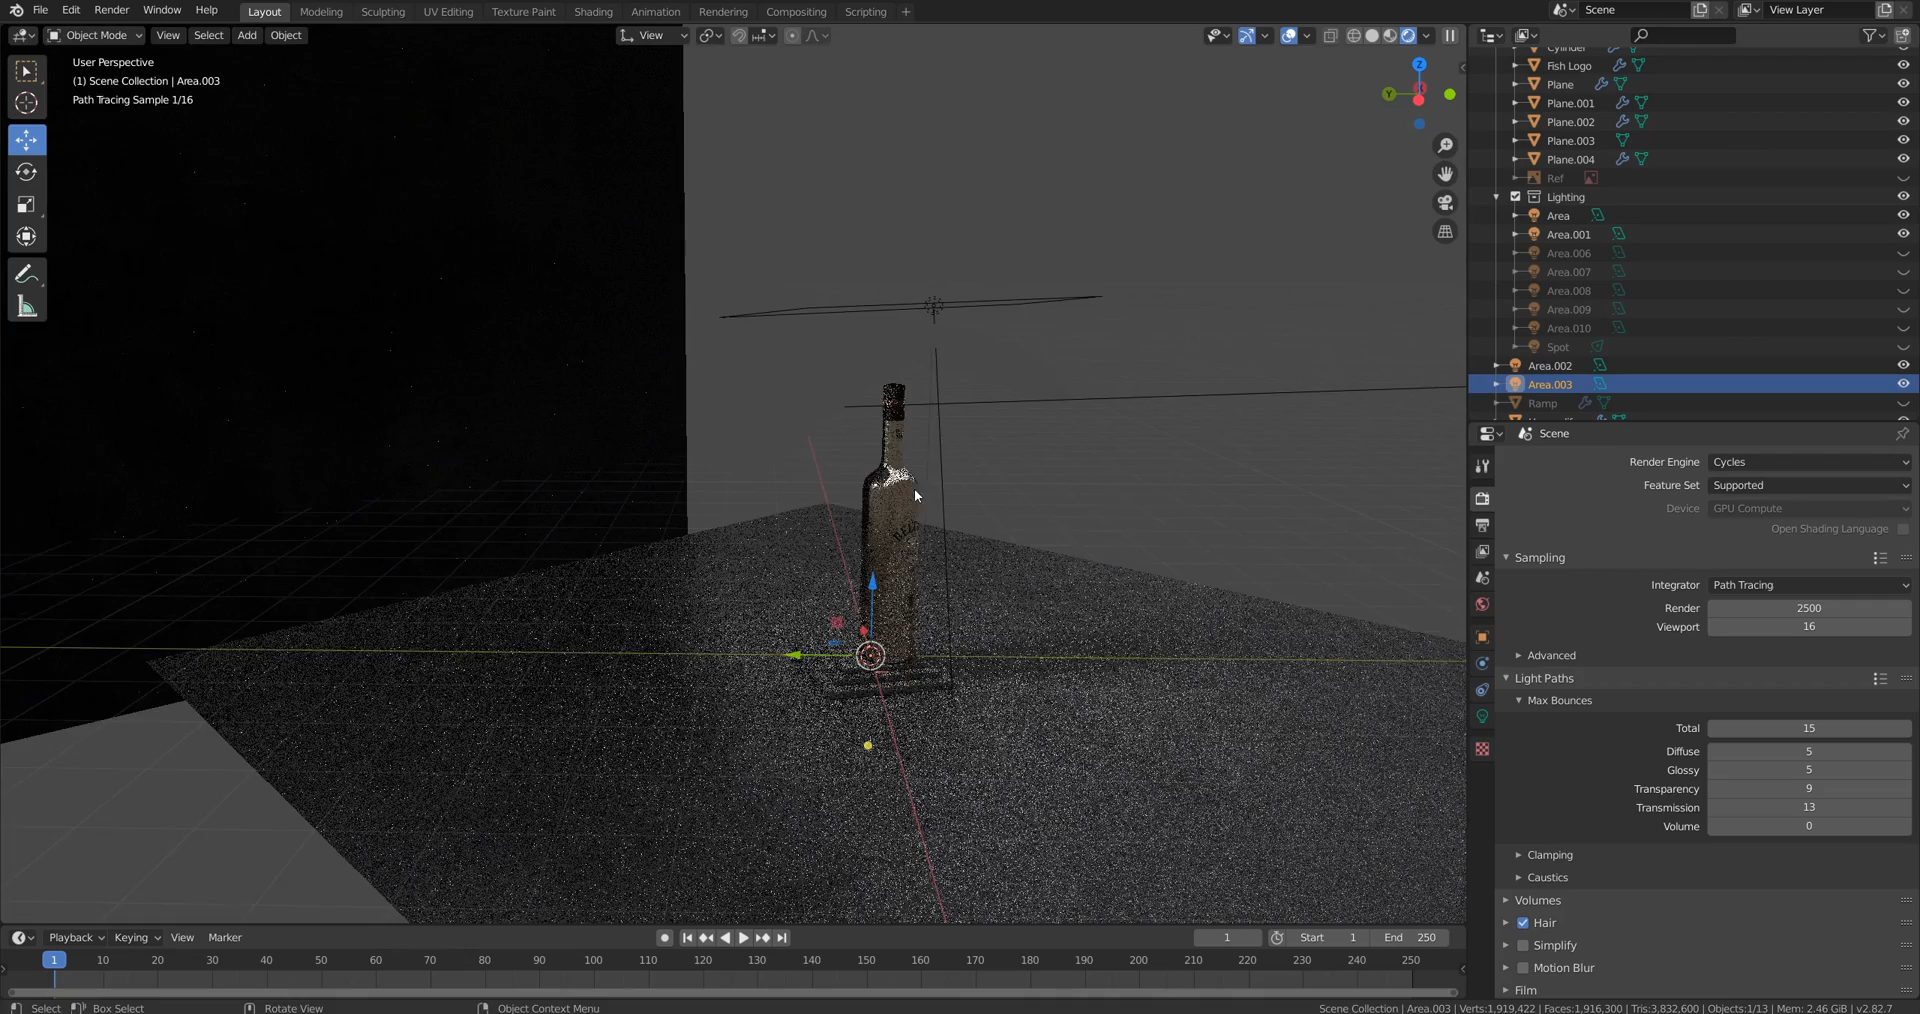 File Edit Render Window Help Layout Modeling Sculpting UV Editing Texture Paint Shading Animation Rendering Compositing Scripting + Scene View Layer
Object Mode View Select Add Object View
User Perspective
(1) Scene Collection | Area.003
Path Tracing Sample 1/16
Z
Y
Cylinder
Fish Logo
Plane
Plane.001
Plane.002
Plane.003
Plane.004
Ref
Lighting
Area
Area.001
Area.006
Area.007
Area.008
Area.009
Area.010
Spot
Area.002
Area.003
Ramp
Scene
Render Engine Cycles
Feature Set Supported
Device GPU Compute
Open Shading Language
Sampling
Integrator Path Tracing
Render 2500
Viewport 16
Advanced
Light Paths
Max Bounces
Total 15
Diffuse 5
Glossy 5
Transparency 9
Transmission 13
Volume 0
Clamping
Caustics
Volumes
Hair
Simplify
Motion Blur
Film
Playback Keying View Marker 1 Start 1 End 250
1 10 20 30 40 50 60 70 80 90 100 110 120 130 140 150 160 170 180 190 200 210 220 230 240 250
Select Box Select Rotate View Object Context Menu Scene Collection | Area.003 | Verts:1,919,422 | Faces:1,916,300 | Tris:3,832,600 | Objects:1/13 | Mem: 2.46 GiB | v2.82.7